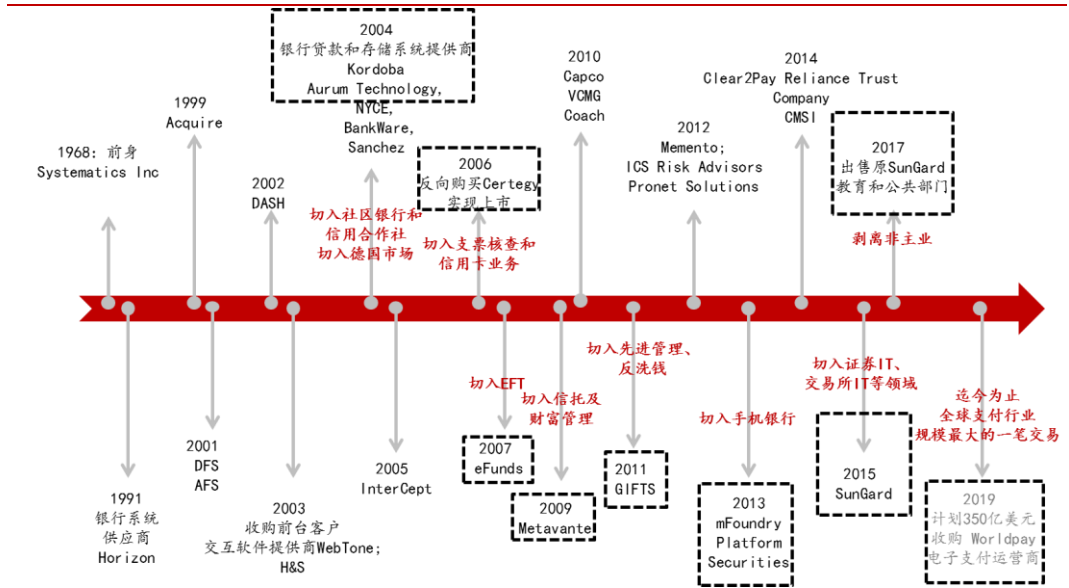 1968: 前身
Systematics Inc
1999
Acquire
2002
DASH
2004
银行贷款和存储系统提供商
Kordoba
Aurum Technology,
NYCE,
BankWare,
Sanchez
切入社区银行和
信用合作社
切入德国市场
2006
反向购买Certegy
实现上市
切入支票核查和
信用卡业务
2010
Capco
VCMG
Coach
2012
Memento;
ICS Risk Advisors
Pronet Solutions
2014
Clear2Pay Reliance Trust
Company
CMSI
2017
出售原SunGard
教育和公共部门
剥离非主业
1991
银行系统
供应商
Horizon
2001
DFS
AFS
2003
收购前台客户
交互软件提供商WebTone;
H&S
2005
InterCept
切入EFT
2007
eFunds
切入信托及
财富管理
2009
Metavante
切入先进管理、
反洗钱
2011
GIFTS
切入手机银行
2013
mFoundry
Platform
Securities
切入证券IT、
交易所IT等领域
2015
SunGard
迄今为止
全球支付行业
规模最大的一笔交易
2019
计划350亿美元
收购 Worldpay
电子支付运营商